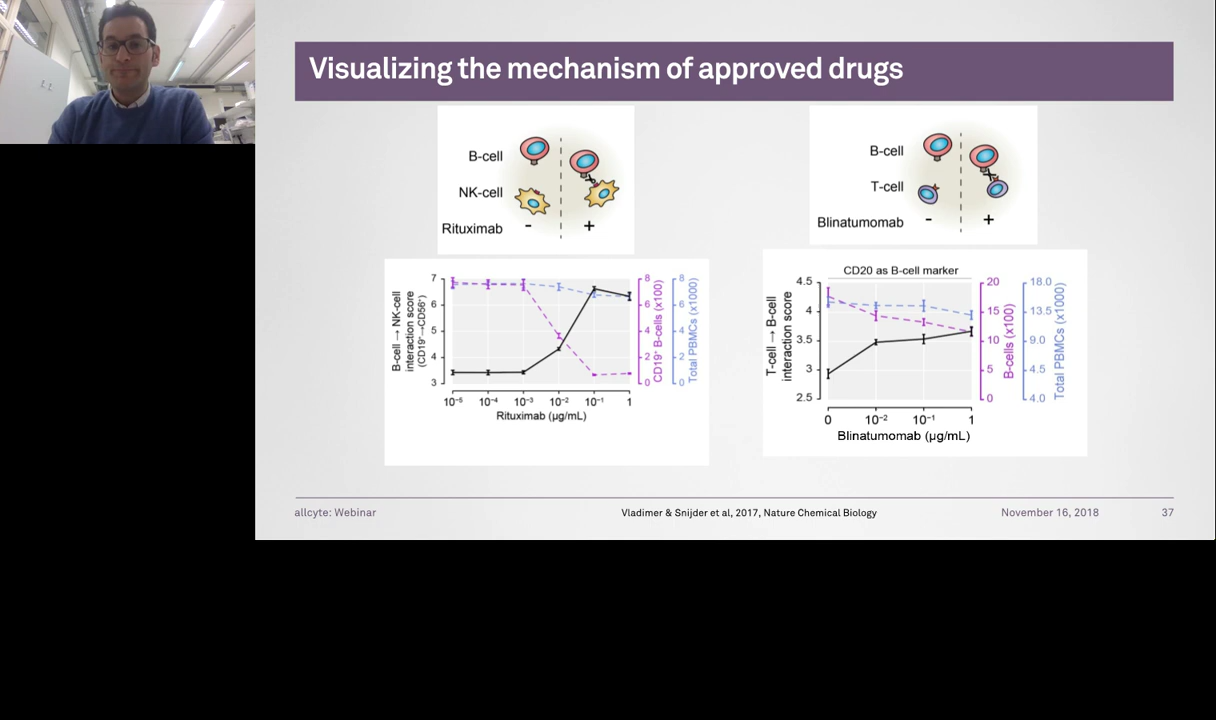 Visualizing the mechanism of approved drugs
B-cell
NK-cell
Rituximab - +
B-cell
T-cell
Blinatumomab - +
B-cell → NK-cell
interaction score
(CD19⁺→CD56⁺)
7
6
5
4
3
10⁻⁵ 10⁻⁴ 10⁻³ 10⁻² 10⁻¹ 1
Rituximab (µg/mL)
8
6
4
2
0
CD19⁺ B-cells (x100)
8
6
4
2
0
Total PBMCs (x1000)
CD20 as B-cell marker
T-cell → B-cell
interaction score
4.5
4
3.5
3
2.5
0 10⁻² 10⁻¹ 1
Blinatumomab (µg/mL)
20
15
10
5
0
B-cells (x100)
18.0
13.5
9.0
4.5
4.0
Total PBMCs (x1000)
allcyte: Webinar
Vladimer & Snijder et al, 2017, Nature Chemical Biology
November 16, 2018
37